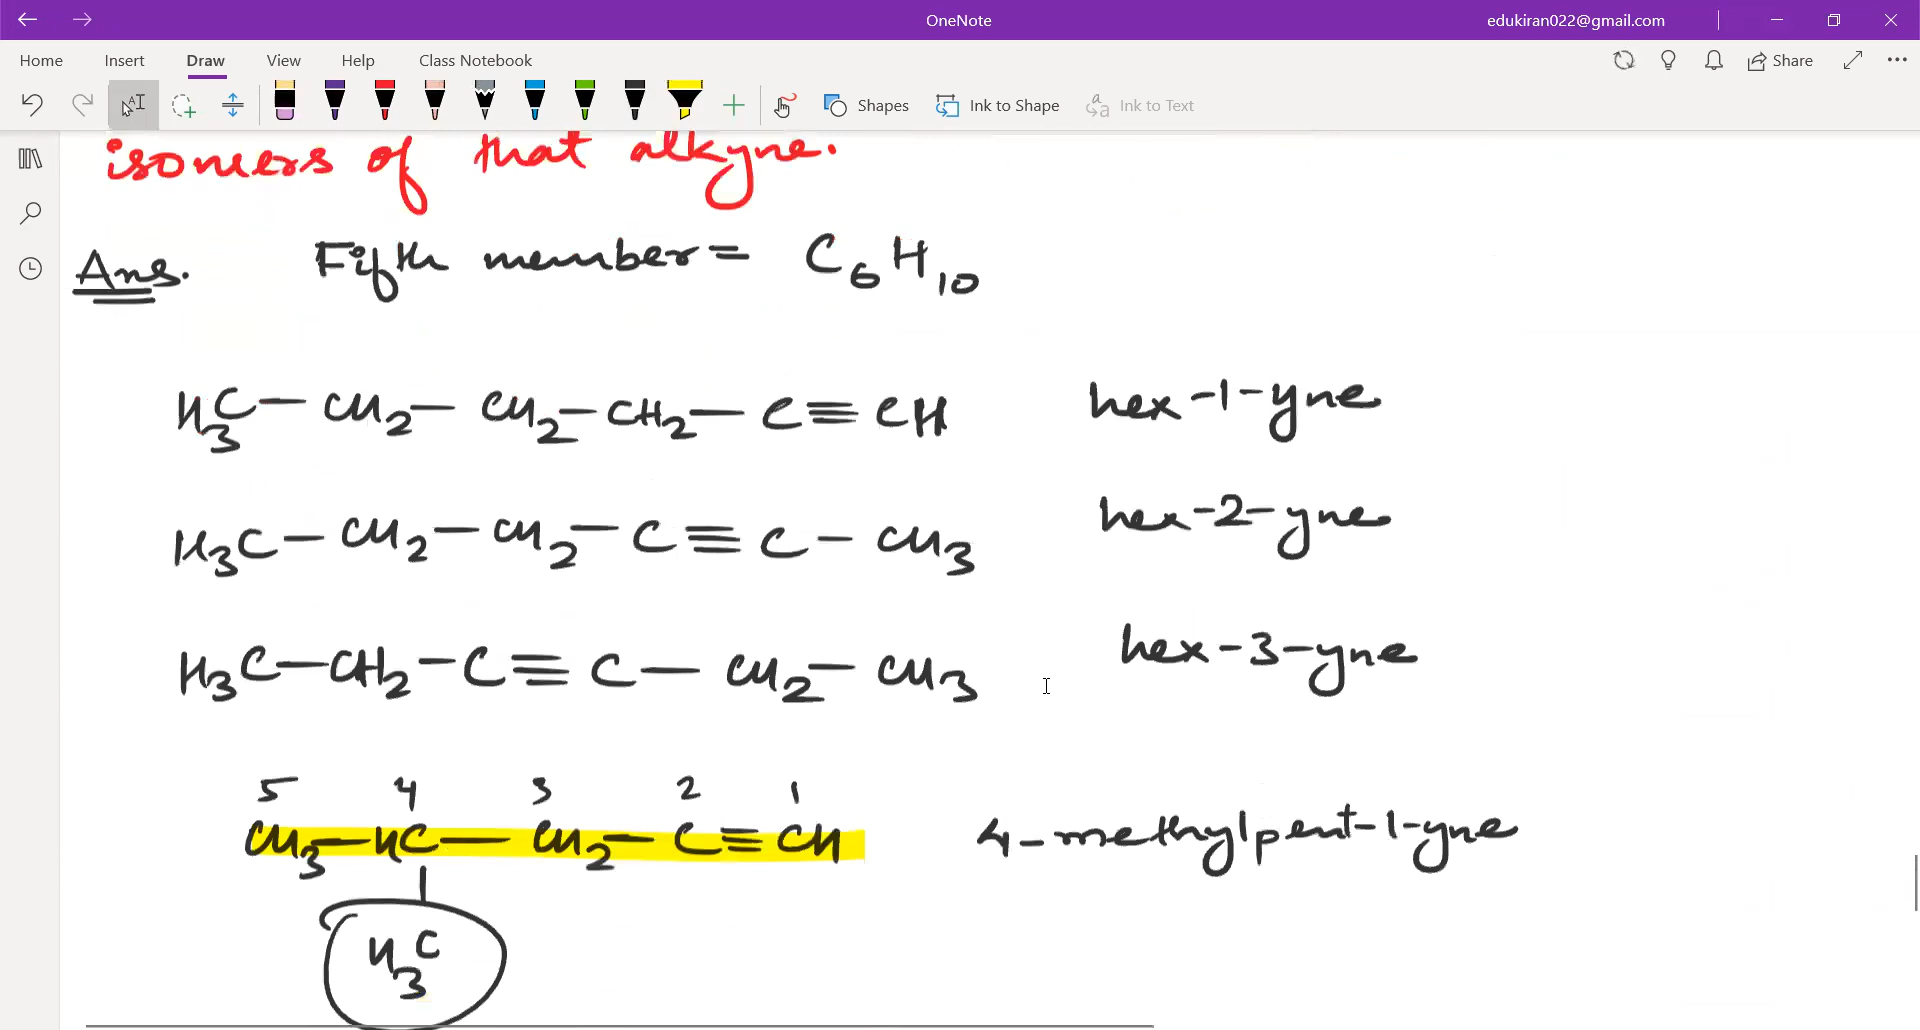 OneNote
edukiran022@gmail.com
Home Insert Draw View Help Class Notebook
Share
Shapes Ink to Shape Ink to Text
isomers of that alkyne.
Ans. Fifth member = C6H10
H3C — CH2 — CH2 — CH2 — C ≡ CH hex-1-yne
H3C — CH2 — CH2 — C ≡ C — CH3 hex-2-yne
H3C — CH2 — C ≡ C — CH2 — CH3 hex-3-yne
5 4 3 2 1
CH3 — HC — CH2 — C ≡ CH 4-methylpent-1-yne
H3C